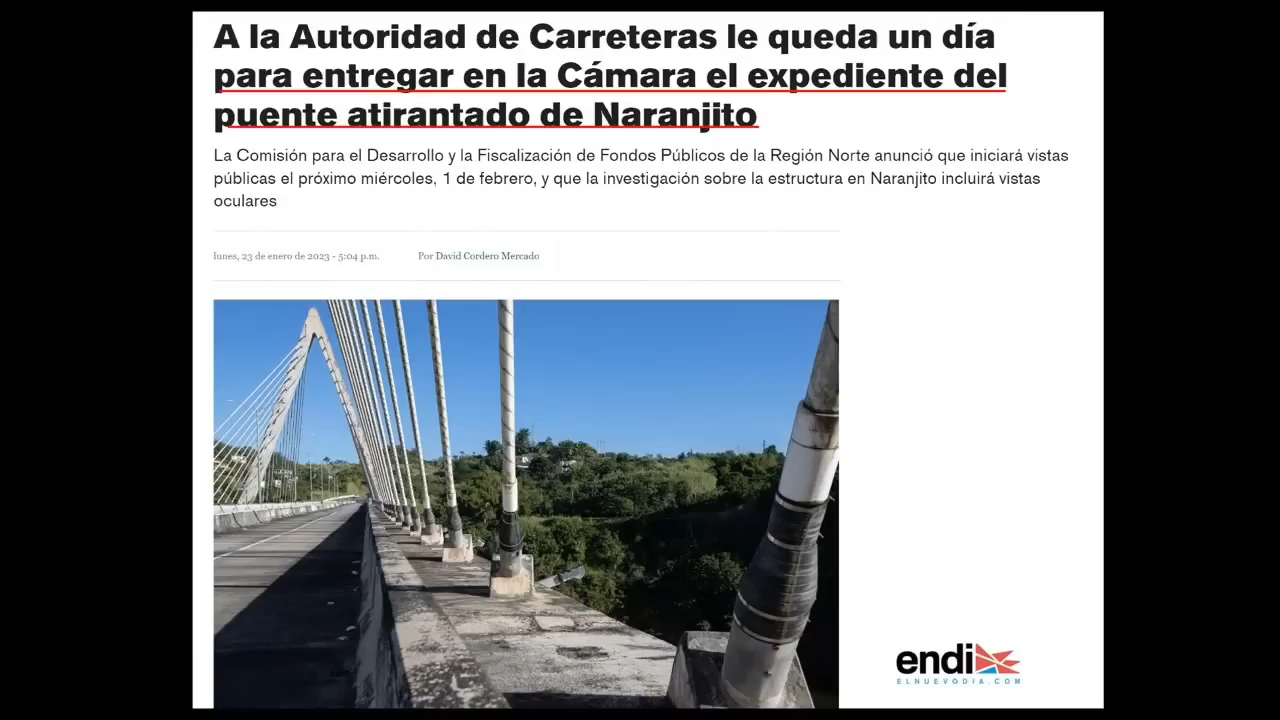 A la Autoridad de Carreteras le queda un día
para entregar en la Cámara el expediente del
puente atirantado de Naranjito
La Comisión para el Desarrollo y la Fiscalización de Fondos Públicos de la Región Norte anunció que iniciará vistas
públicas el próximo miércoles, 1 de febrero, y que la investigación sobre la estructura en Naranjito incluirá vistas
oculares
lunes, 23 de enero de 2023 - 5:04 p.m.
Por David Cordero Mercado
endi
ELNUEVODIA.COM